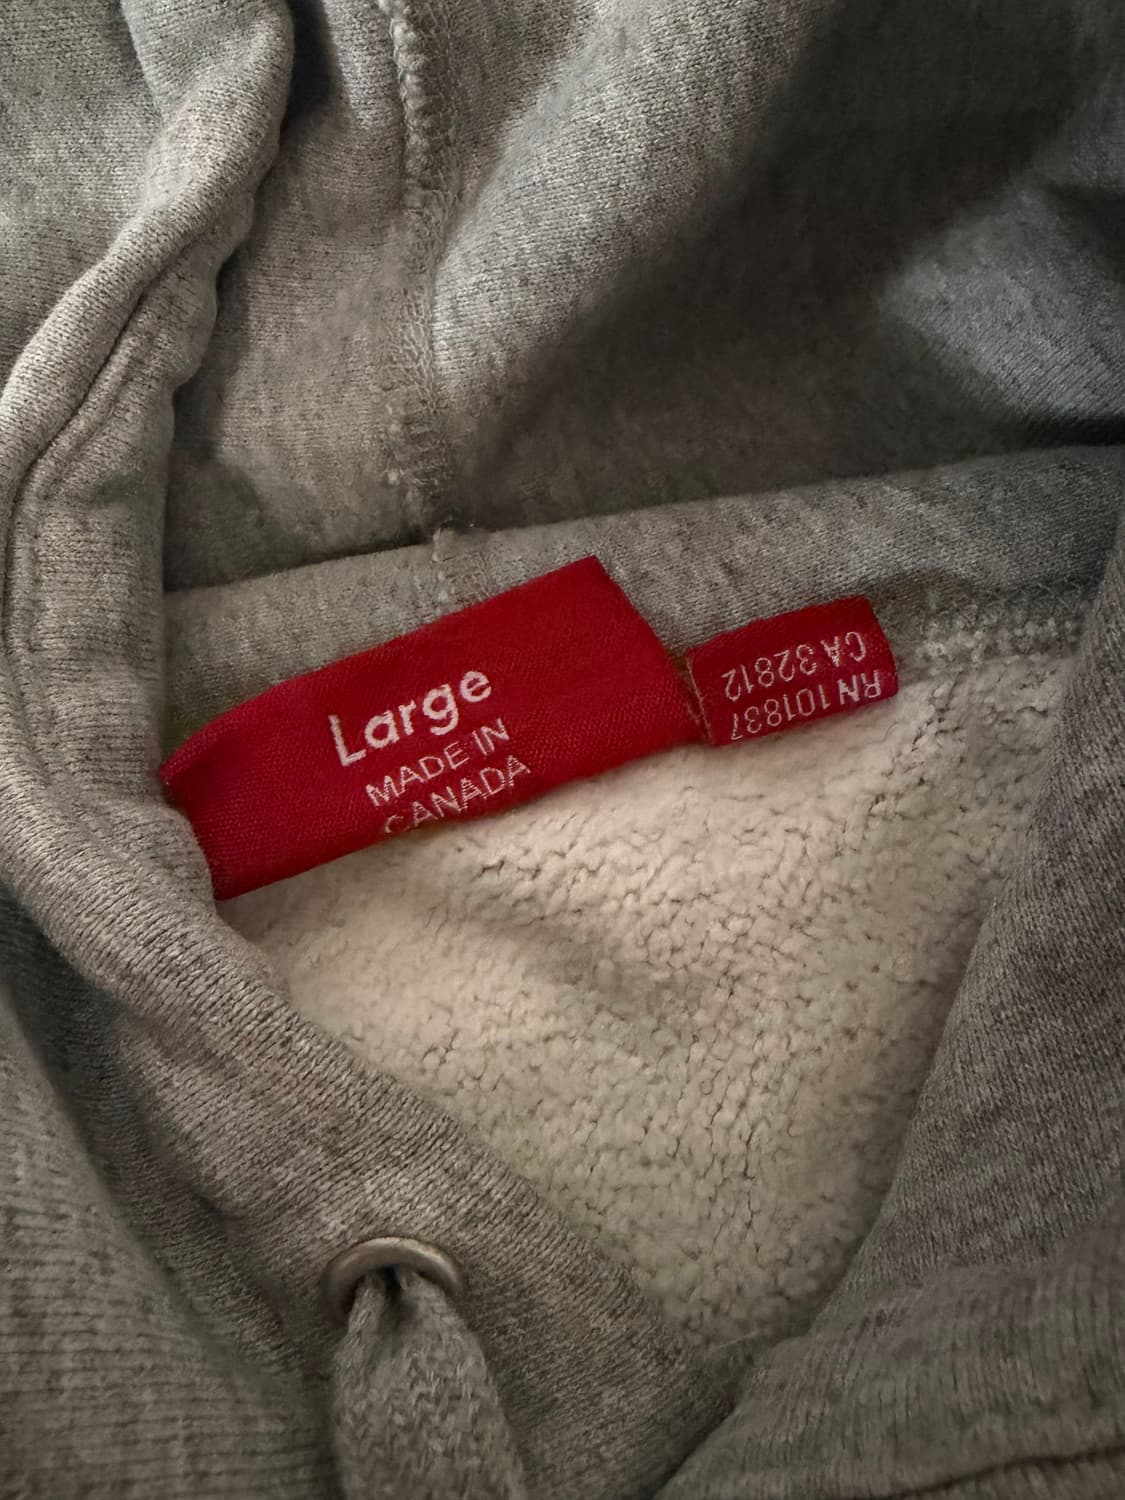 Large
MADE IN
CANADA
RN 101837
CA 32812